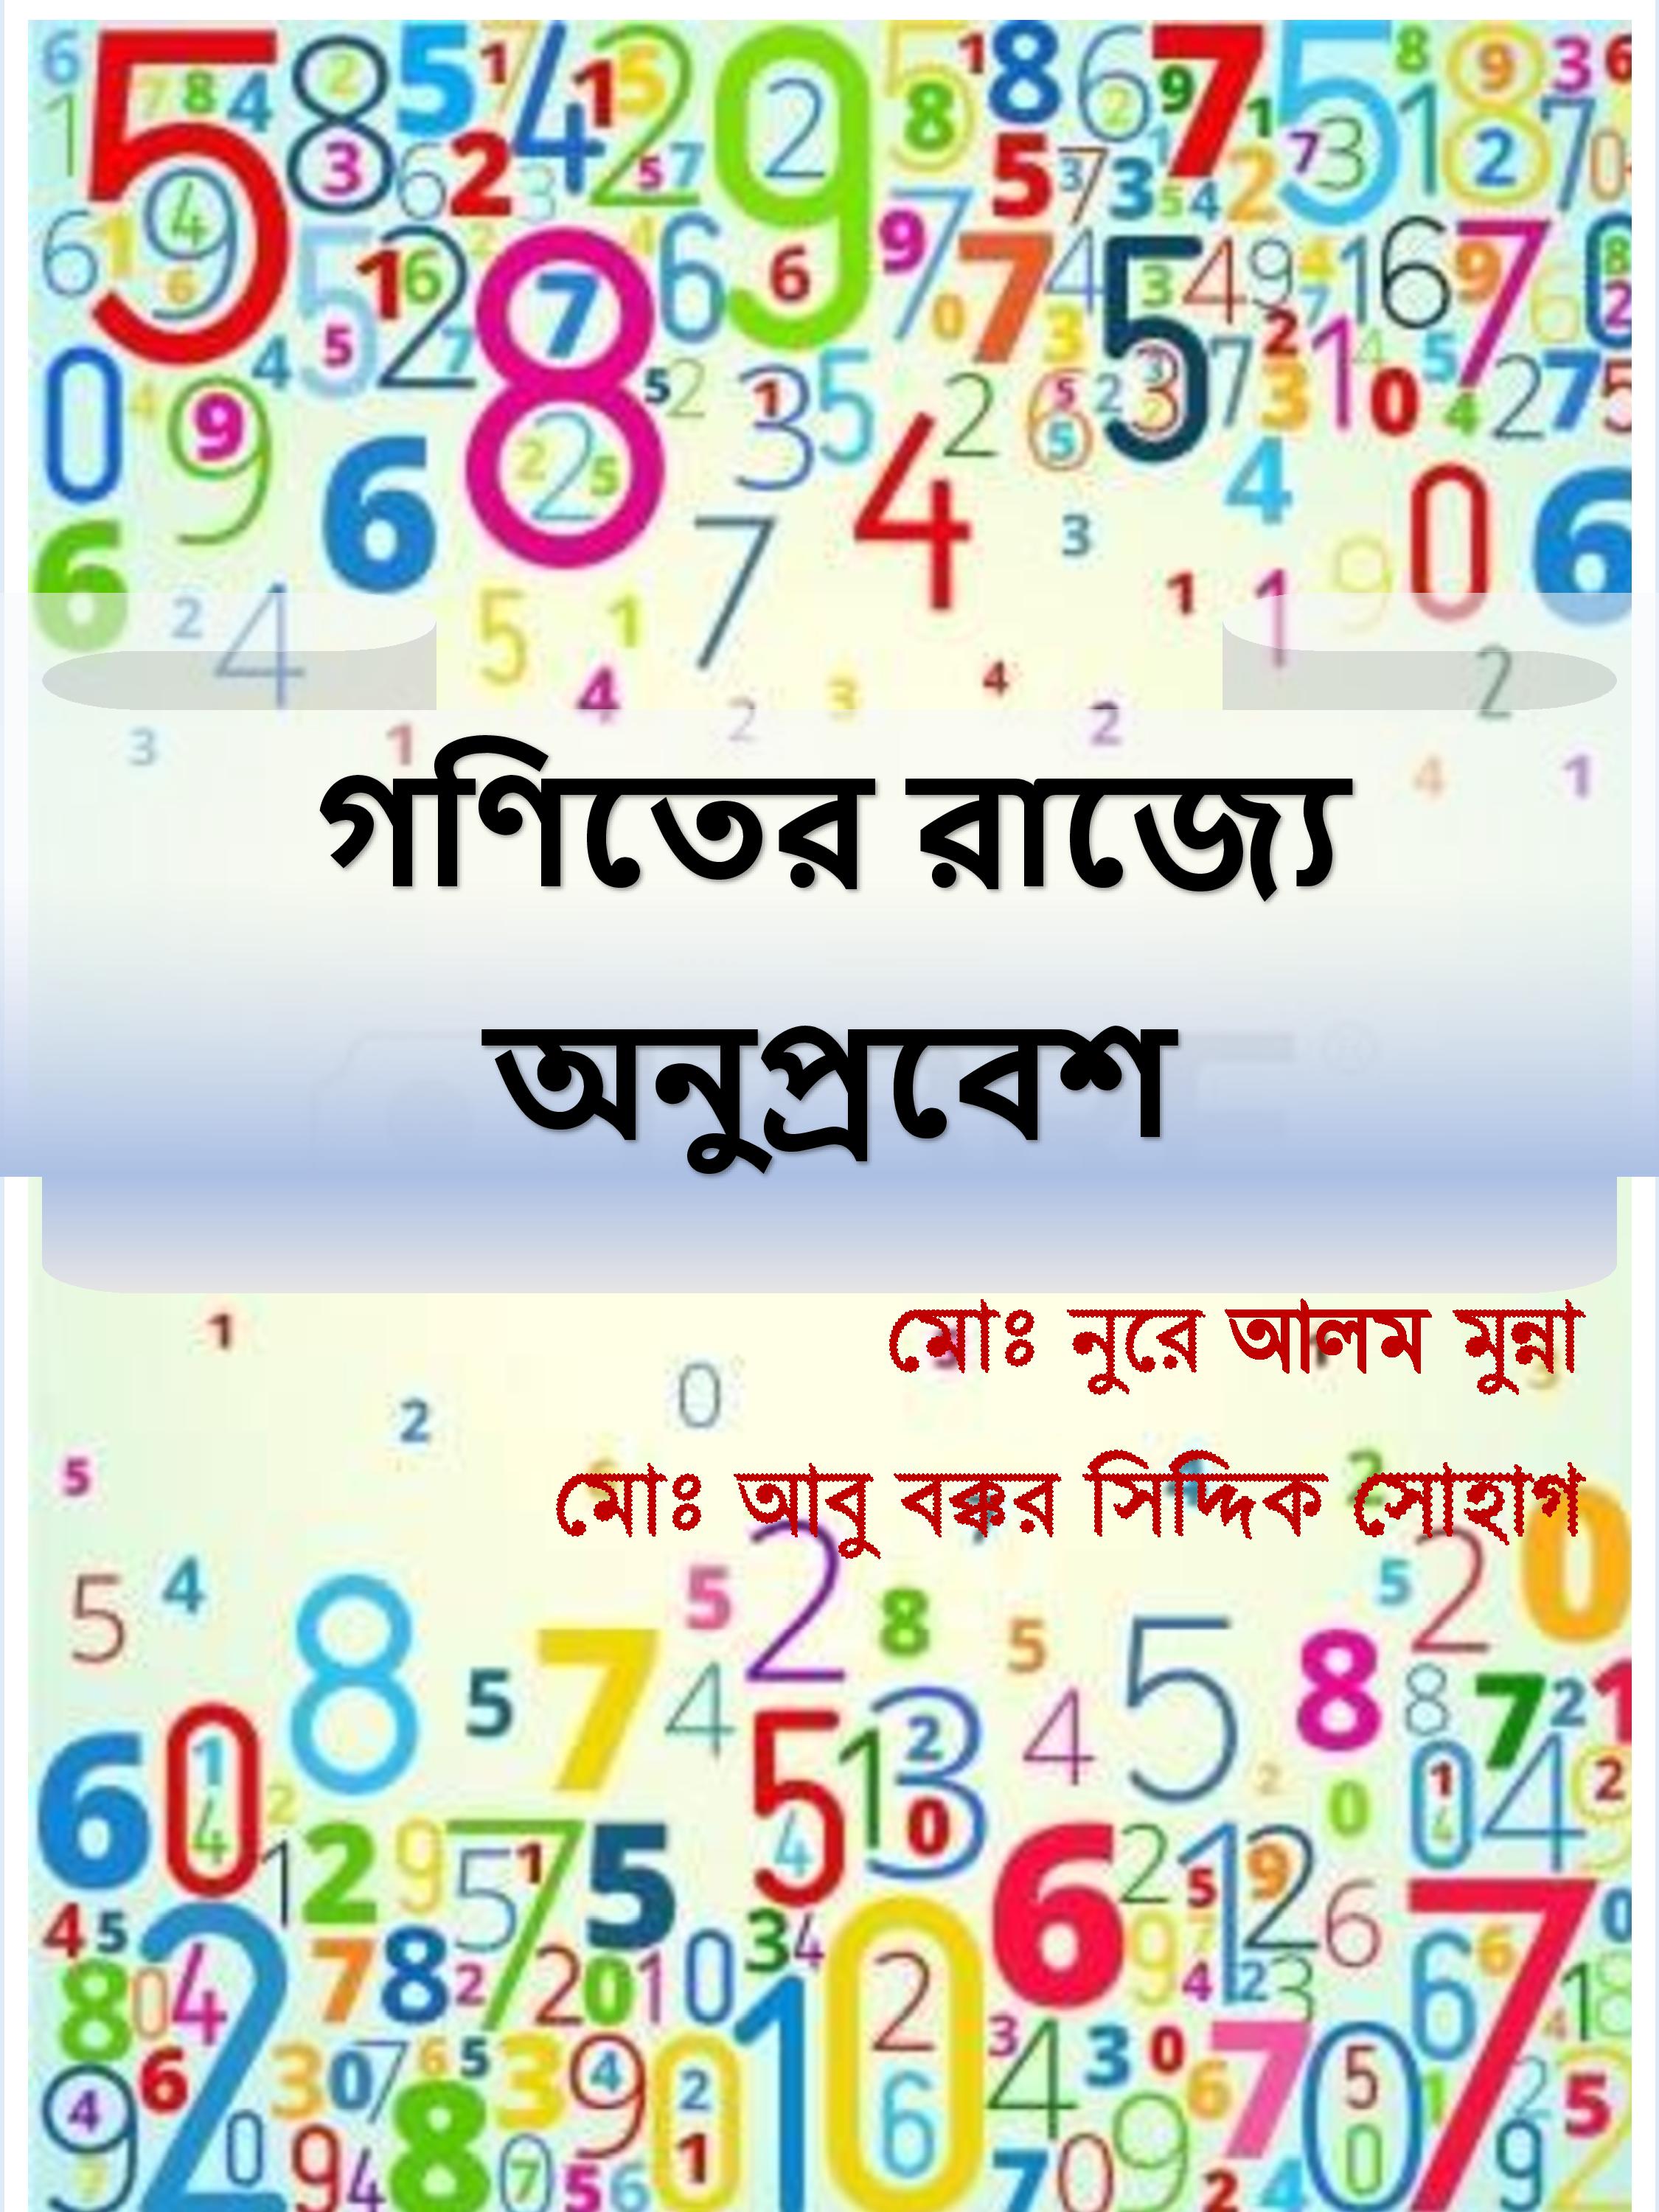 গণিতের রাজ্যে
অনুপ্রবেশ
মোঃ নুরে আলম মুন্না
মোঃ আবু বক্কর সিদ্দিক সোহাগ